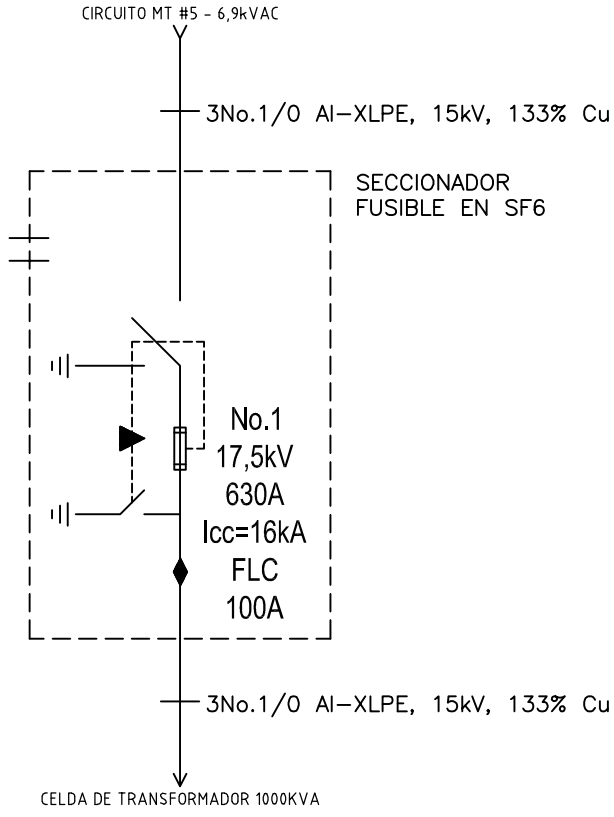 CIRCUITO MT #5 - 6,9kVAC
3No.1/0 Al-XLPE, 15kV, 133% Cu
SECCIONADOR
FUSIBLE EN SF6
No.1
17,5kV
630A
Icc=16kA
FLC
100A
3No.1/0 Al-XLPE, 15kV, 133% Cu
CELDA DE TRANSFORMADOR 1000KVA